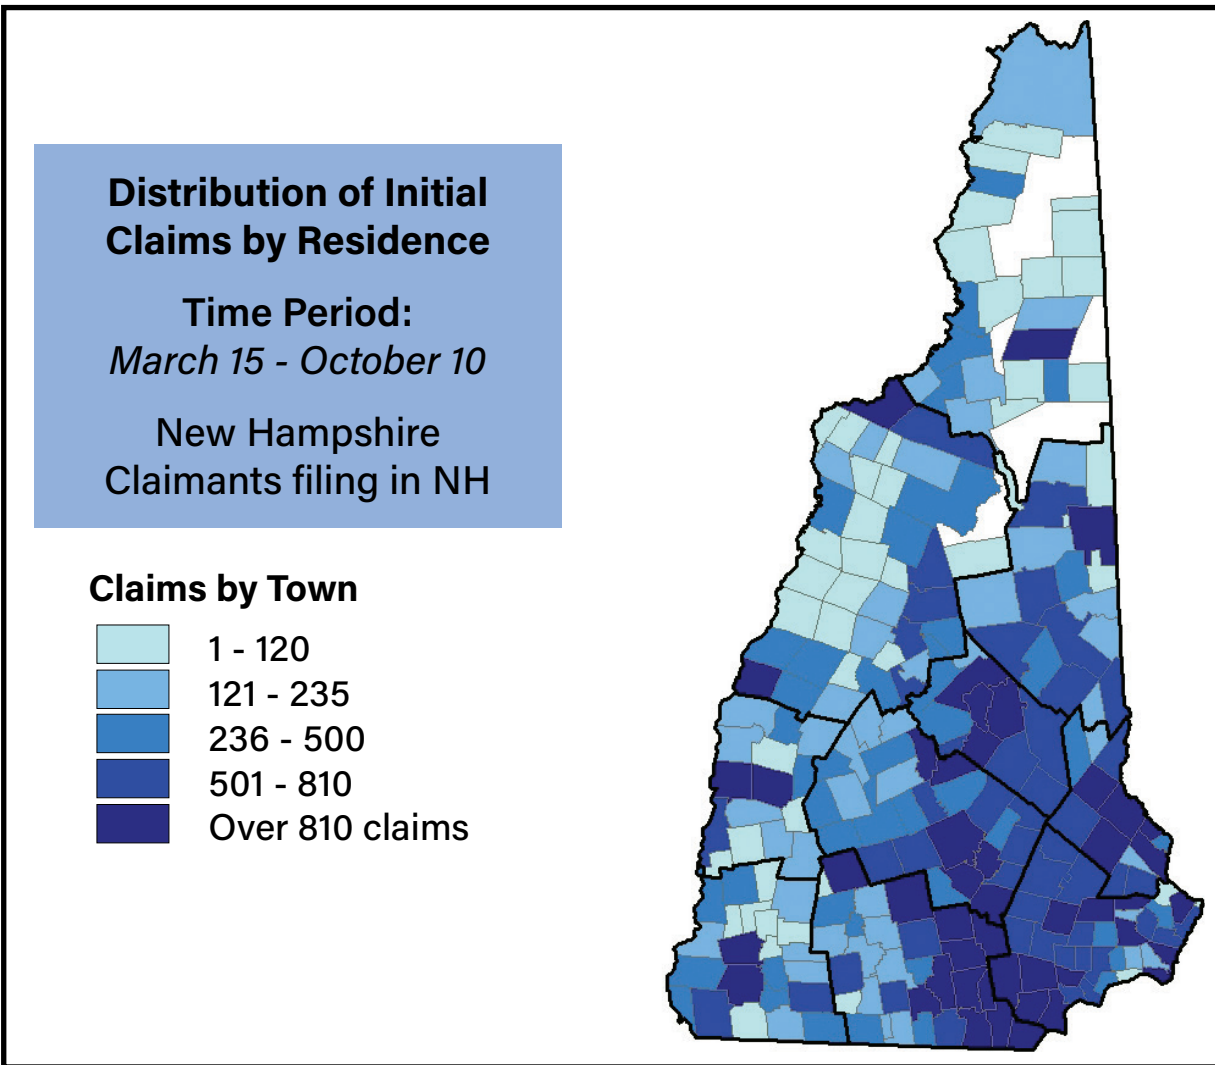 Distribution of Initial
Claims by Residence
Time Period:
March 15 - October 10
New Hampshire
Claimants filing in NH
Claims by Town
1 - 120
121 - 235
236 - 500
501 - 810
Over 810 claims